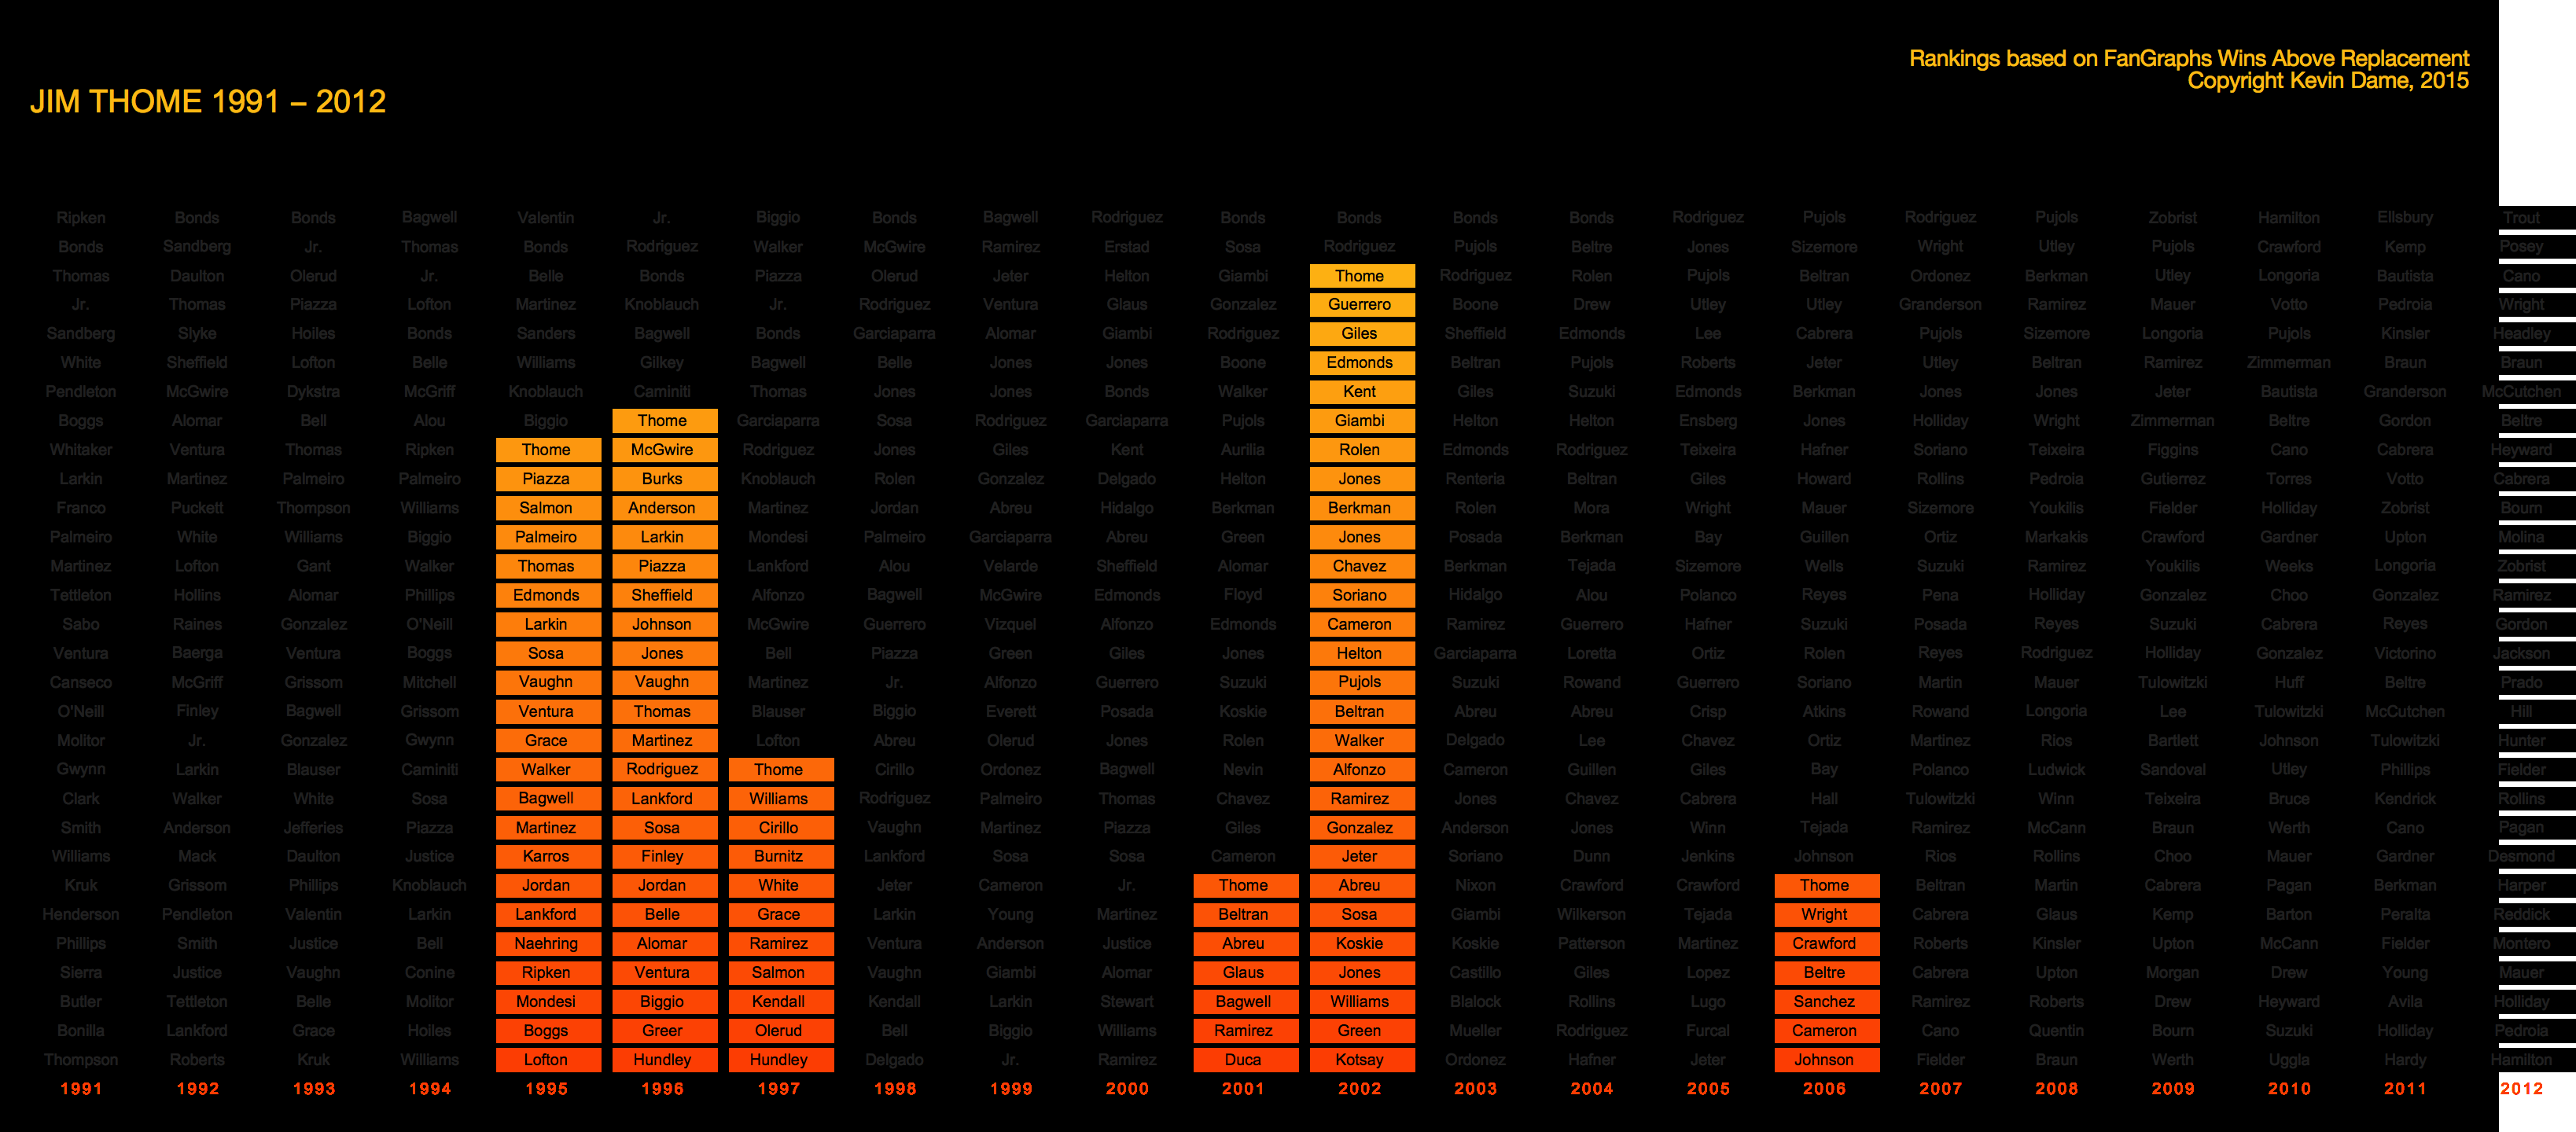 Rankings based on FanGraphs Wins Above Replacement
Copyright Kevin Dame, 2015
JIM THOME 1991 – 2012
Ripken Bonds Bonds Bagwell Valentin Jr. Biggio Bonds Bagwell Rodriguez Bonds Bonds Bonds Bonds Rodriguez Pujols Rodriguez Pujols Zobrist Hamilton Ellsbury Trout
Bonds Sandberg Jr. Thomas Bonds Rodriguez Walker McGwire Ramirez Erstad Sosa Rodriguez Pujols Beltre Jones Sizemore Wright Utley Pujols Crawford Kemp Posey
Thomas Daulton Olerud Jr. Belle Bonds Piazza Olerud Jeter Helton Giambi Thome Rodriguez Rolen Pujols Beltran Ordonez Berkman Utley Longoria Bautista Cano
Jr. Thomas Piazza Lofton Martinez Knoblauch Jr. Rodriguez Ventura Glaus Gonzalez Guerrero Boone Drew Utley Utley Granderson Ramirez Mauer Votto Pedroia Wright
Sandberg Slyke Hoiles Bonds Sanders Bagwell Bonds Garciaparra Alomar Giambi Rodriguez Giles Sheffield Edmonds Lee Cabrera Pujols Sizemore Longoria Pujols Kinsler Headley
White Sheffield Lofton Belle Williams Gilkey Bagwell Belle Jones Jones Boone Edmonds Beltran Pujols Roberts Jeter Utley Beltran Ramirez Zimmerman Braun Braun
Pendleton McGwire Dykstra McGriff Knoblauch Caminiti Thomas Jones Jones Bonds Walker Kent Giles Suzuki Edmonds Berkman Jones Jones Jeter Bautista Granderson McCutchen
Boggs Alomar Bell Alou Biggio Thome Garciaparra Sosa Rodriguez Garciaparra Pujols Giambi Helton Helton Ensberg Jones Holliday Wright Zimmerman Beltre Gordon Beltre
Whitaker Ventura Thomas Ripken Thome McGwire Rodriguez Jones Giles Kent Aurilia Rolen Edmonds Rodriguez Teixeira Hafner Soriano Teixeira Figgins Cano Cabrera Heyward
Larkin Martinez Palmeiro Palmeiro Piazza Burks Knoblauch Rolen Gonzalez Delgado Helton Jones Renteria Beltran Giles Howard Rollins Pedroia Gutierrez Torres Votto Cabrera
Franco Puckett Thompson Williams Salmon Anderson Martinez Jordan Abreu Hidalgo Berkman Berkman Rolen Mora Wright Mauer Sizemore Youkilis Fielder Holliday Zobrist Bourn
Palmeiro White Williams Biggio Palmeiro Larkin Mondesi Palmeiro Garciaparra Abreu Green Jones Posada Berkman Bay Guillen Ortiz Markakis Crawford Gardner Upton Molina
Martinez Lofton Gant Walker Thomas Piazza Lankford Alou Velarde Sheffield Alomar Chavez Berkman Tejada Sizemore Wells Suzuki Ramirez Youkilis Weeks Longoria Zobrist
Tettleton Hollins Alomar Phillips Edmonds Sheffield Alfonzo Bagwell McGwire Edmonds Floyd Soriano Hidalgo Alou Polanco Reyes Pena Holliday Gonzalez Choo Gonzalez Ramirez
Sabo Raines Gonzalez O'Neill Larkin Johnson McGwire Guerrero Vizquel Alfonzo Edmonds Cameron Ramirez Guerrero Hafner Suzuki Posada Reyes Suzuki Cabrera Reyes Gordon
Ventura Baerga Ventura Boggs Sosa Jones Bell Piazza Green Giles Jones Helton Garciaparra Loretta Ortiz Rolen Reyes Rodriguez Holliday Gonzalez Victorino Jackson
Canseco McGriff Grissom Mitchell Vaughn Vaughn Martinez Jr. Alfonzo Guerrero Suzuki Pujols Suzuki Rowand Guerrero Soriano Martin Mauer Tulowitzki Huff Beltre Prado
O'Neill Finley Bagwell Grissom Ventura Thomas Blauser Biggio Everett Posada Koskie Beltran Abreu Abreu Crisp Atkins Rowand Longoria Lee Tulowitzki McCutchen Hill
Molitor Jr. Gonzalez Gwynn Grace Martinez Lofton Abreu Olerud Jones Rolen Walker Delgado Lee Chavez Ortiz Martinez Rios Bartlett Johnson Tulowitzki Hunter
Gwynn Larkin Blauser Caminiti Walker Rodriguez Thome Cirillo Ordonez Bagwell Nevin Alfonzo Cameron Guillen Giles Bay Polanco Ludwick Sandoval Utley Phillips Fielder
Clark Walker White Sosa Bagwell Lankford Williams Rodriguez Palmeiro Thomas Chavez Ramirez Jones Chavez Cabrera Hall Tulowitzki Winn Teixeira Bruce Kendrick Rollins
Smith Anderson Jefferies Piazza Martinez Sosa Cirillo Vaughn Martinez Piazza Giles Gonzalez Anderson Jones Winn Tejada Ramirez McCann Braun Werth Cano Pagan
Williams Mack Daulton Justice Karros Finley Burnitz Lankford Sosa Sosa Cameron Jeter Soriano Dunn Jenkins Johnson Rios Rollins Choo Mauer Gardner Desmond
Kruk Grissom Phillips Knoblauch Jordan Jordan White Jeter Cameron Jr. Thome Abreu Nixon Crawford Crawford Thome Beltran Martin Cabrera Pagan Berkman Harper
Henderson Pendleton Valentin Larkin Lankford Belle Grace Larkin Young Martinez Beltran Sosa Giambi Wilkerson Tejada Wright Cabrera Glaus Kemp Barton Peralta Reddick
Phillips Smith Justice Bell Naehring Alomar Ramirez Ventura Anderson Justice Abreu Koskie Koskie Patterson Martinez Crawford Roberts Kinsler Upton McCann Fielder Montero
Sierra Justice Vaughn Conine Ripken Ventura Salmon Vaughn Giambi Alomar Glaus Jones Castillo Giles Lopez Beltre Cabrera Upton Morgan Drew Young Mauer
Butler Tettleton Belle Molitor Mondesi Biggio Kendall Kendall Larkin Stewart Bagwell Williams Blalock Rollins Lugo Sanchez Ramirez Roberts Drew Heyward Avila Holliday
Bonilla Lankford Grace Hoiles Boggs Greer Olerud Bell Biggio Williams Ramirez Green Mueller Rodriguez Furcal Cameron Cano Quentin Bourn Suzuki Holliday Pedroia
Thompson Roberts Kruk Williams Lofton Hundley Hundley Delgado Jr. Ramirez Duca Kotsay Ordonez Hafner Jeter Johnson Fielder Braun Werth Uggla Hardy Hamilton
1991 1992 1993 1994 1995 1996 1997 1998 1999 2000 2001 2002 2003 2004 2005 2006 2007 2008 2009 2010 2011 2012